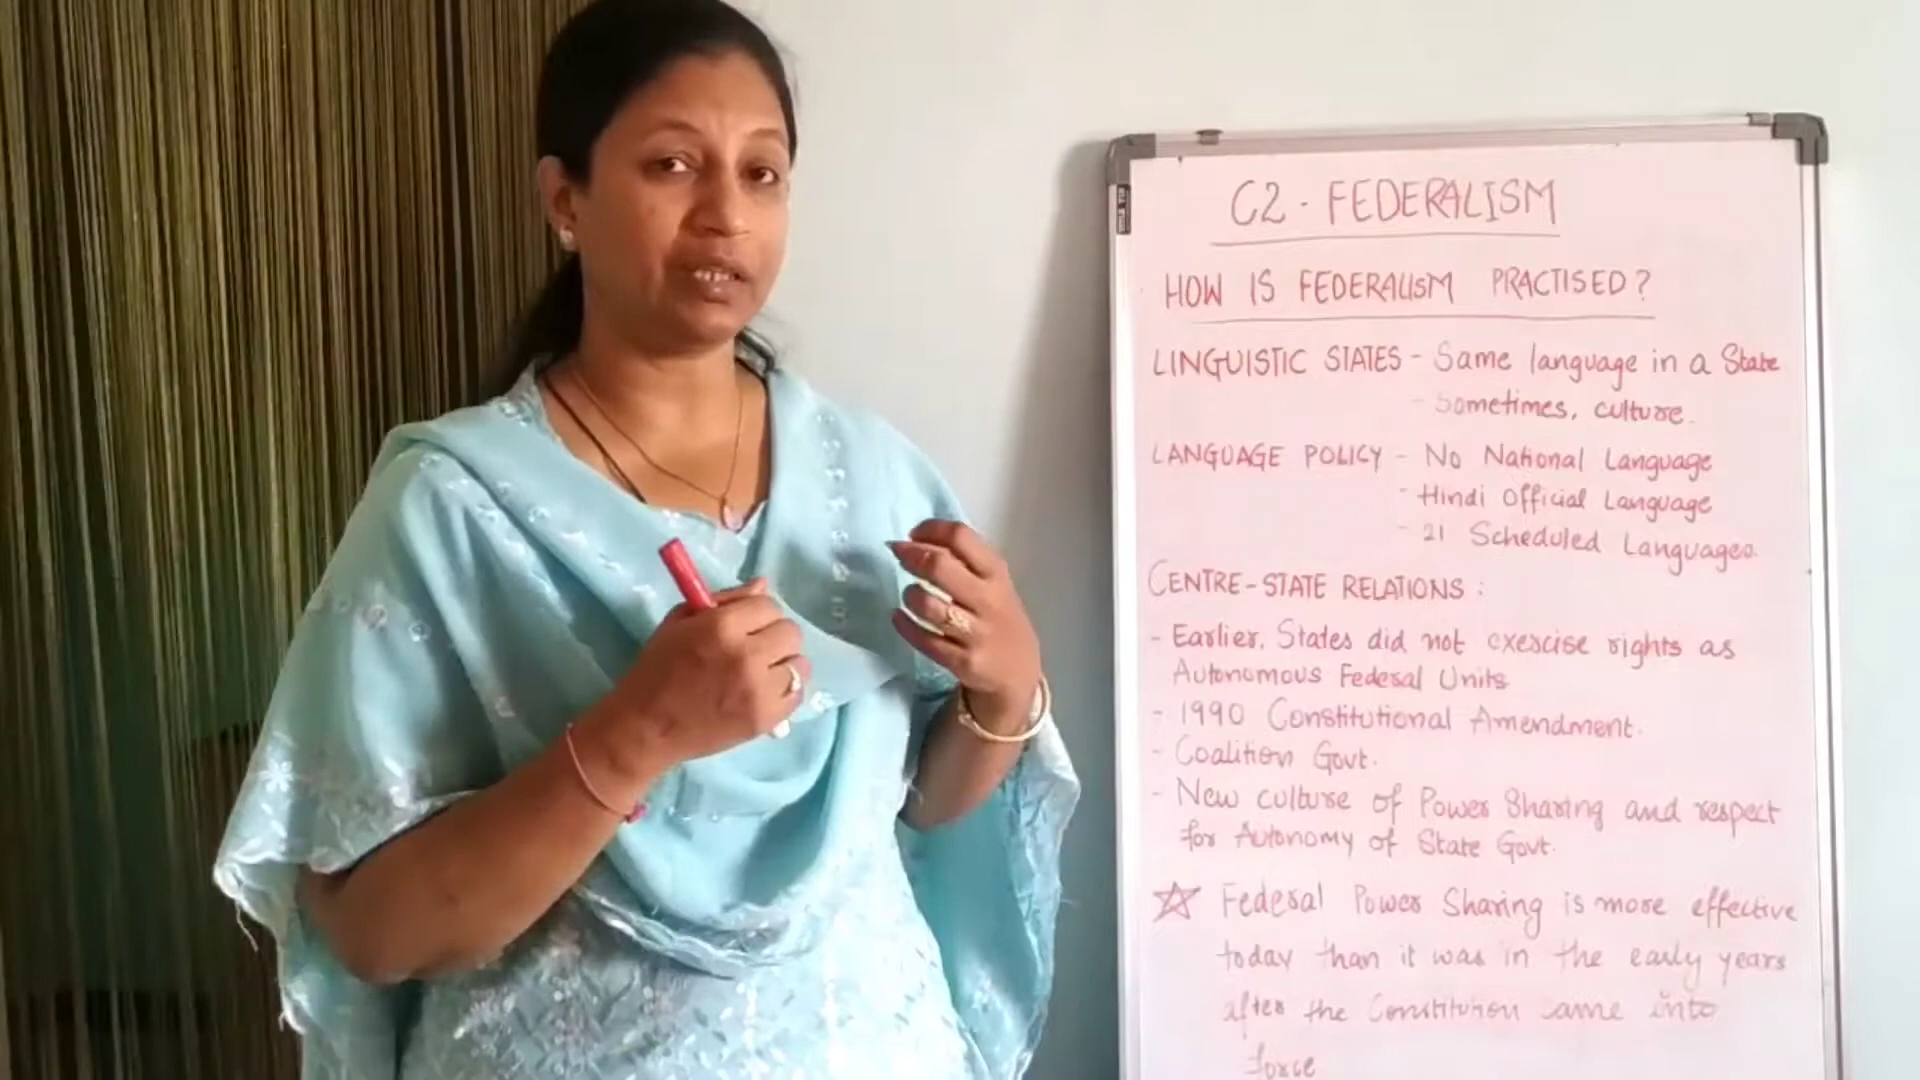 C2 - FEDERALISM
HOW IS FEDERALISM PRACTISED?
LINGUISTIC STATES - Same language in a State
- Sometimes, culture.
LANGUAGE POLICY - No National Language
- Hindi Official Language
- 21 Scheduled Languages.
CENTRE-STATE RELATIONS :
- Earlier, States did not exercise rights as
Autonomous Federal Units
- 1990 Constitutional Amendment.
- Coalition Govt.
- New culture of Power Sharing and respect
for Autonomy of State Govt.
☆ Federal Power Sharing is more effective
today than it was in the early years
after the Constitution came into
force